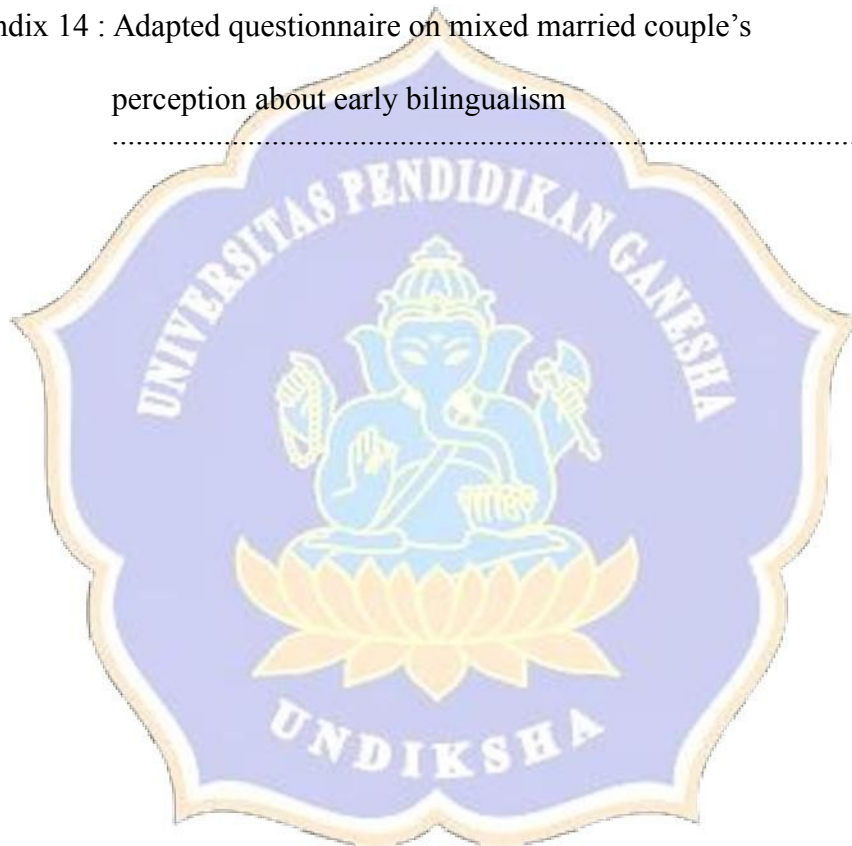 ndix 14 : Adapted questionnaire on mixed married couple’s
perception about early bilingualism
................................................................................................
UNIVERSITAS PENDIDIKAN GANESHA
UNDIKSHA